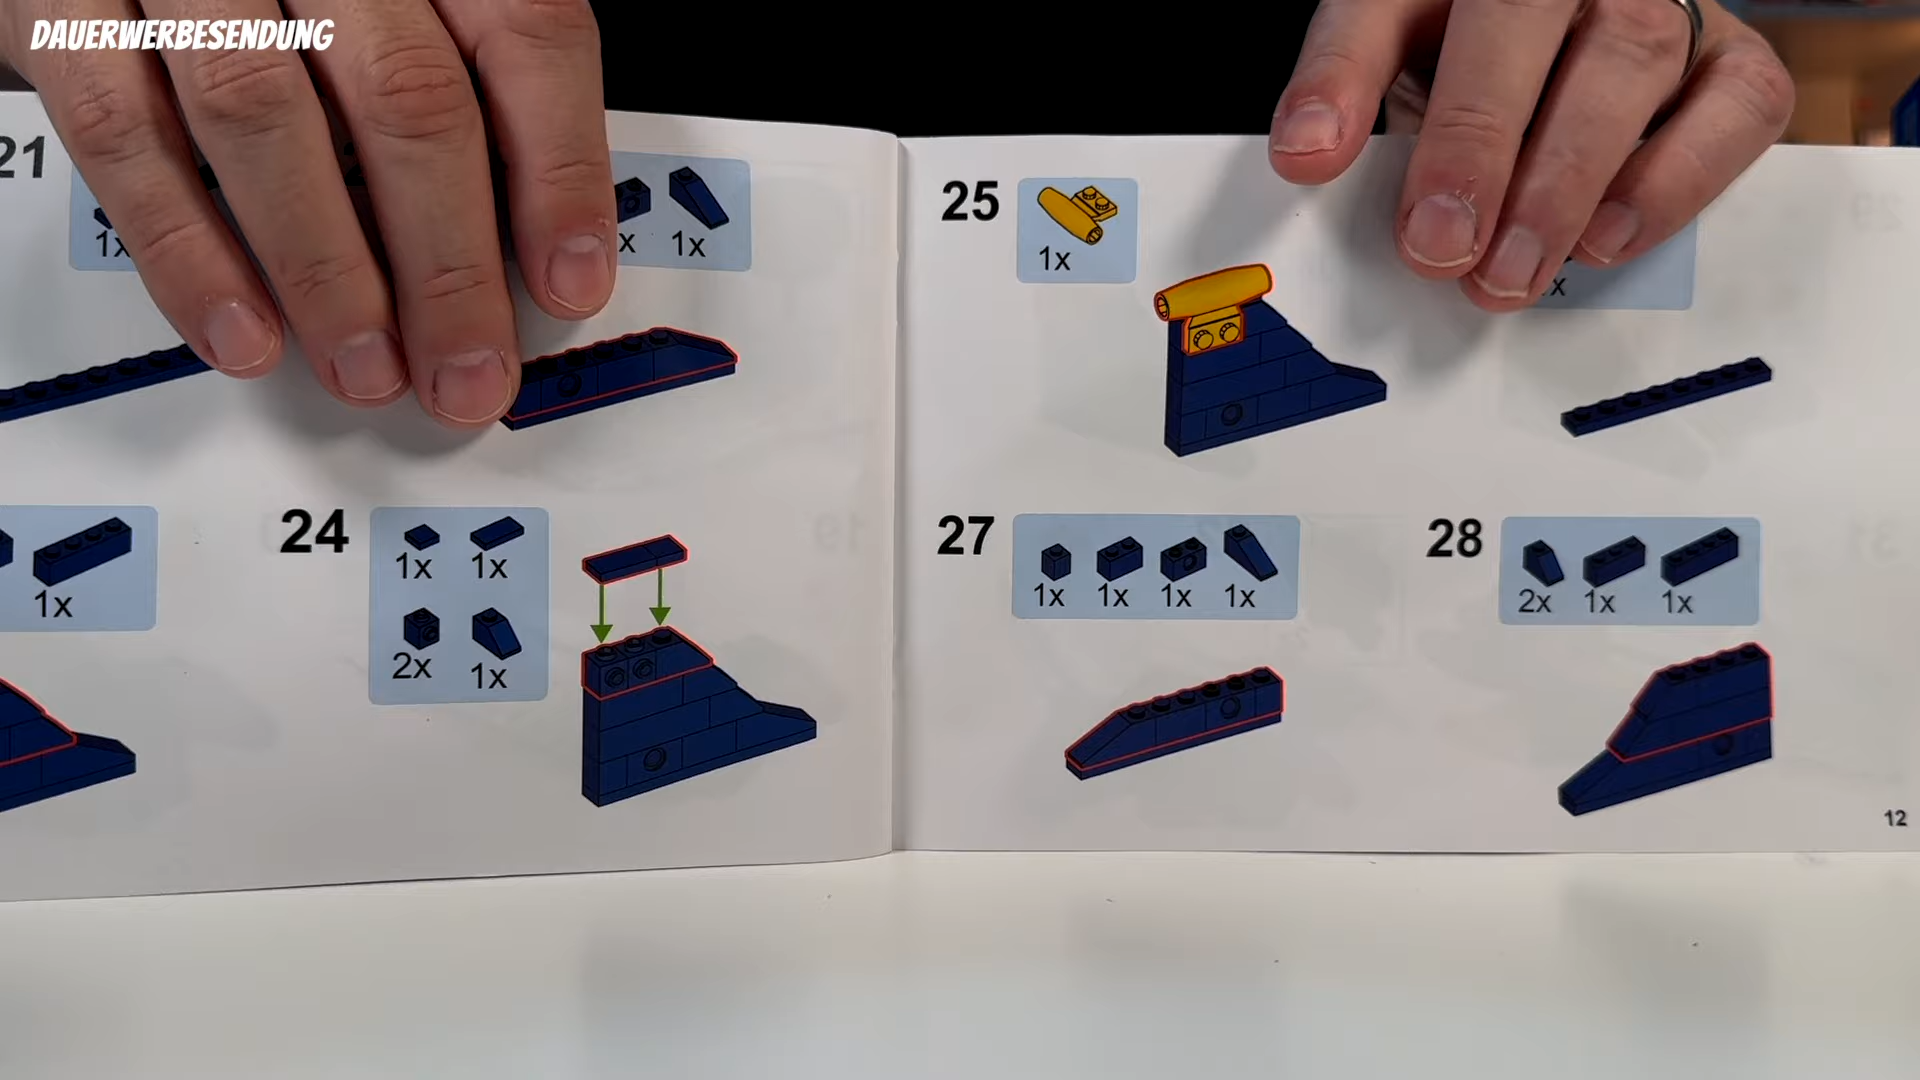 DAUERWERBESENDUNG
21
1x
x 1x
25
1x
x
1x
24
1x 1x
2x 1x
27
1x 1x 1x 1x
28
2x 1x 1x
12